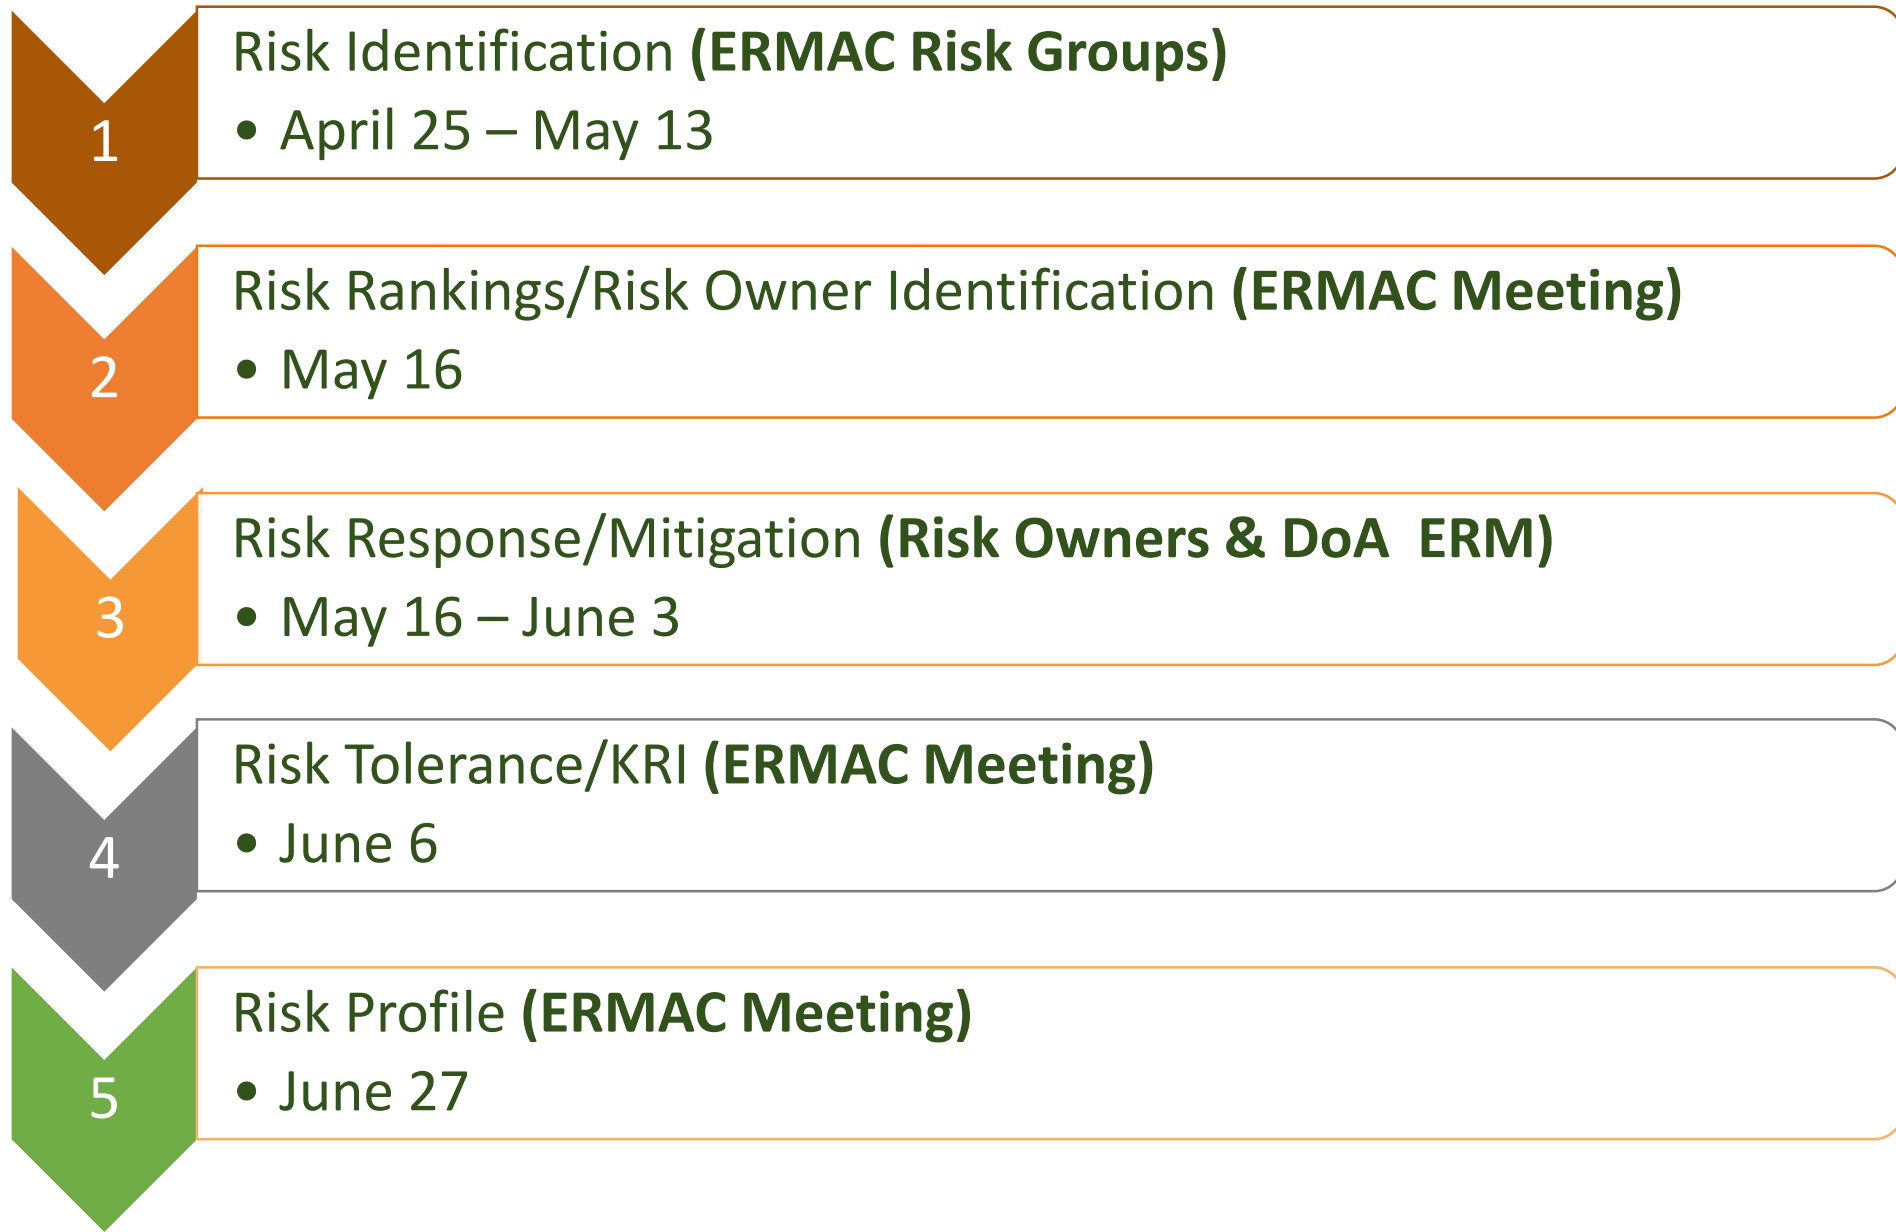 1
Risk Identification (ERMAC Risk Groups)
• April 25 – May 13
2
Risk Rankings/Risk Owner Identification (ERMAC Meeting)
• May 16
3
Risk Response/Mitigation (Risk Owners & DoA  ERM)
• May 16 – June 3
4
Risk Tolerance/KRI (ERMAC Meeting)
• June 6
5
Risk Profile (ERMAC Meeting)
• June 27